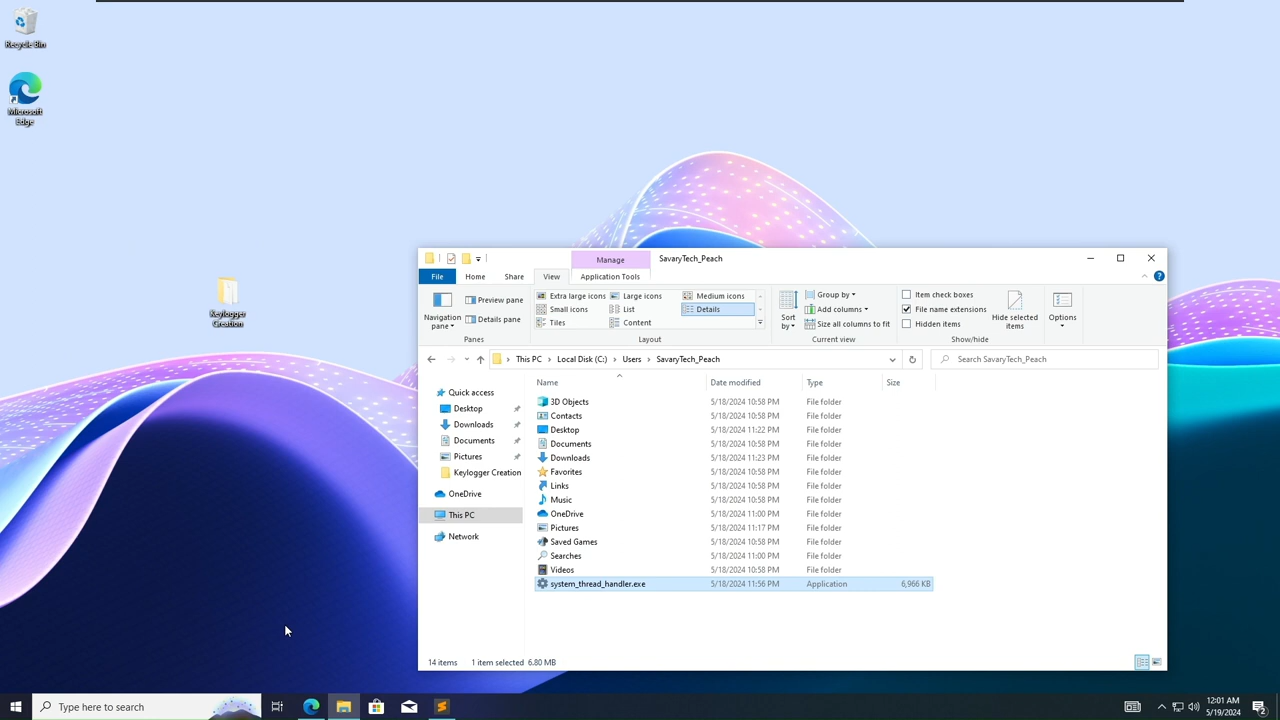 Recycle Bin
Microsoft
Edge
Keylogger
Creation
Manage
SavaryTech_Peach
File
Home
Share
View
Application Tools
Navigation
pane
Preview pane
Details pane
Panes
Extra large icons
Large icons
Medium icons
Small icons
List
Details
Tiles
Content
Layout
Sort
by
Group by
Add columns
Size all columns to fit
Current view
Item check boxes
File name extensions
Hidden items
Hide selected
items
Show/hide
Options
This PC > Local Disk (C:) > Users > SavaryTech_Peach
Search SavaryTech_Peach
Quick access
Desktop
Downloads
Documents
Pictures
Keylogger Creation
OneDrive
This PC
Network
Name Date modified Type Size
3D Objects 5/18/2024 10:58 PM File folder
Contacts 5/18/2024 10:58 PM File folder
Desktop 5/18/2024 11:22 PM File folder
Documents 5/18/2024 10:58 PM File folder
Downloads 5/18/2024 11:23 PM File folder
Favorites 5/18/2024 10:58 PM File folder
Links 5/18/2024 10:58 PM File folder
Music 5/18/2024 10:58 PM File folder
OneDrive 5/18/2024 11:00 PM File folder
Pictures 5/18/2024 11:17 PM File folder
Saved Games 5/18/2024 10:58 PM File folder
Searches 5/18/2024 11:00 PM File folder
Videos 5/18/2024 10:58 PM File folder
system_thread_handler.exe 5/18/2024 11:56 PM Application 6,966 KB
14 items 1 item selected 6.80 MB
Type here to search
12:01 AM
5/19/2024
2